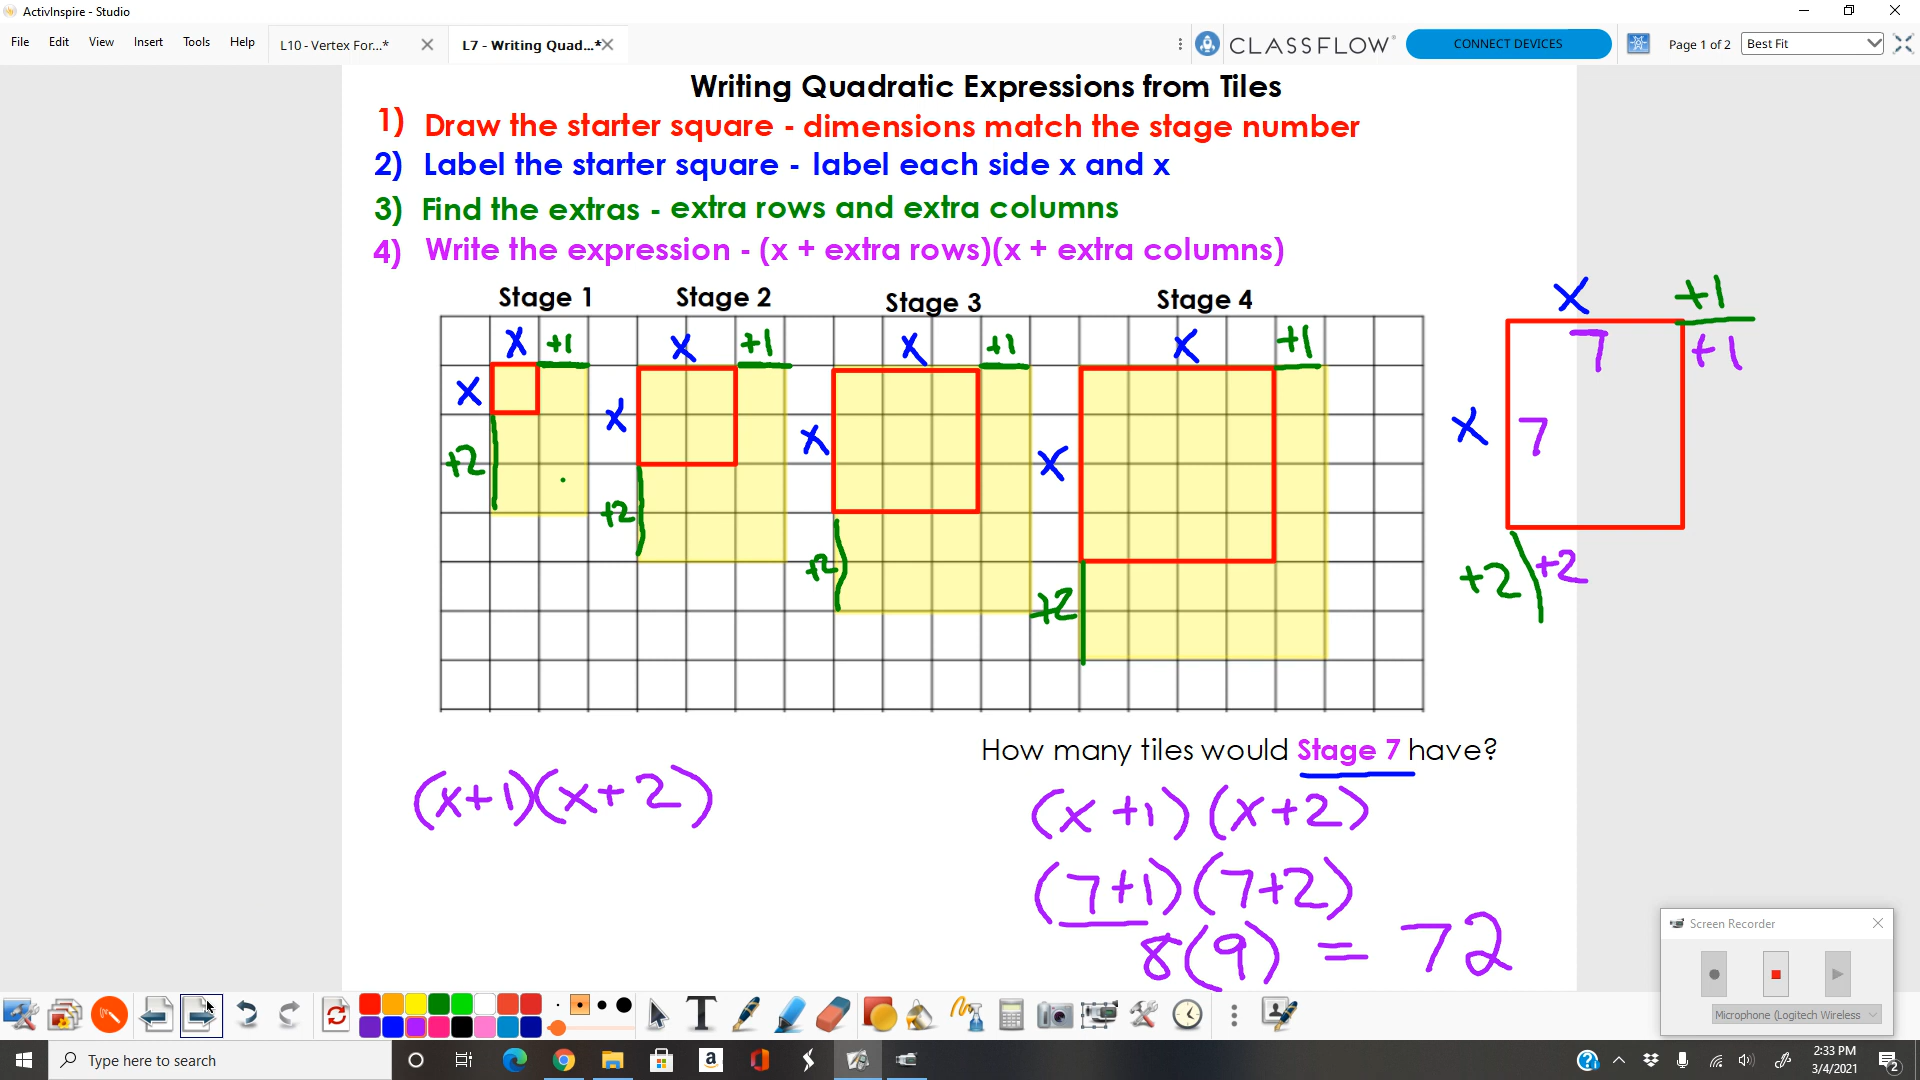 ActivInspire - Studio
File Edit View Insert Tools Help
L10 - Vertex For...*
L7 - Writing Quad...*
CLASSFLOW
CONNECT DEVICES
Page 1 of 2
Best Fit
Writing Quadratic Expressions from Tiles
1) Draw the starter square - dimensions match the stage number
2) Label the starter square - label each side x and x
3) Find the extras - extra rows and extra columns
4) Write the expression - (x + extra rows)(x + extra columns)
Stage 1 Stage 2 Stage 3 Stage 4
x +1 x +1 x +1 x +1 x +1
7 +1
x x x x x 7
+2 +2 +2 +2 +2 +2
How many tiles would Stage 7 have?
(x+1)(x+2)
(x+1)(x+2)
(7+1)(7+2)
8(9) = 72
Screen Recorder
Microphone (Logitech Wireless
T
Type here to search
2:33 PM
3/4/2021
2